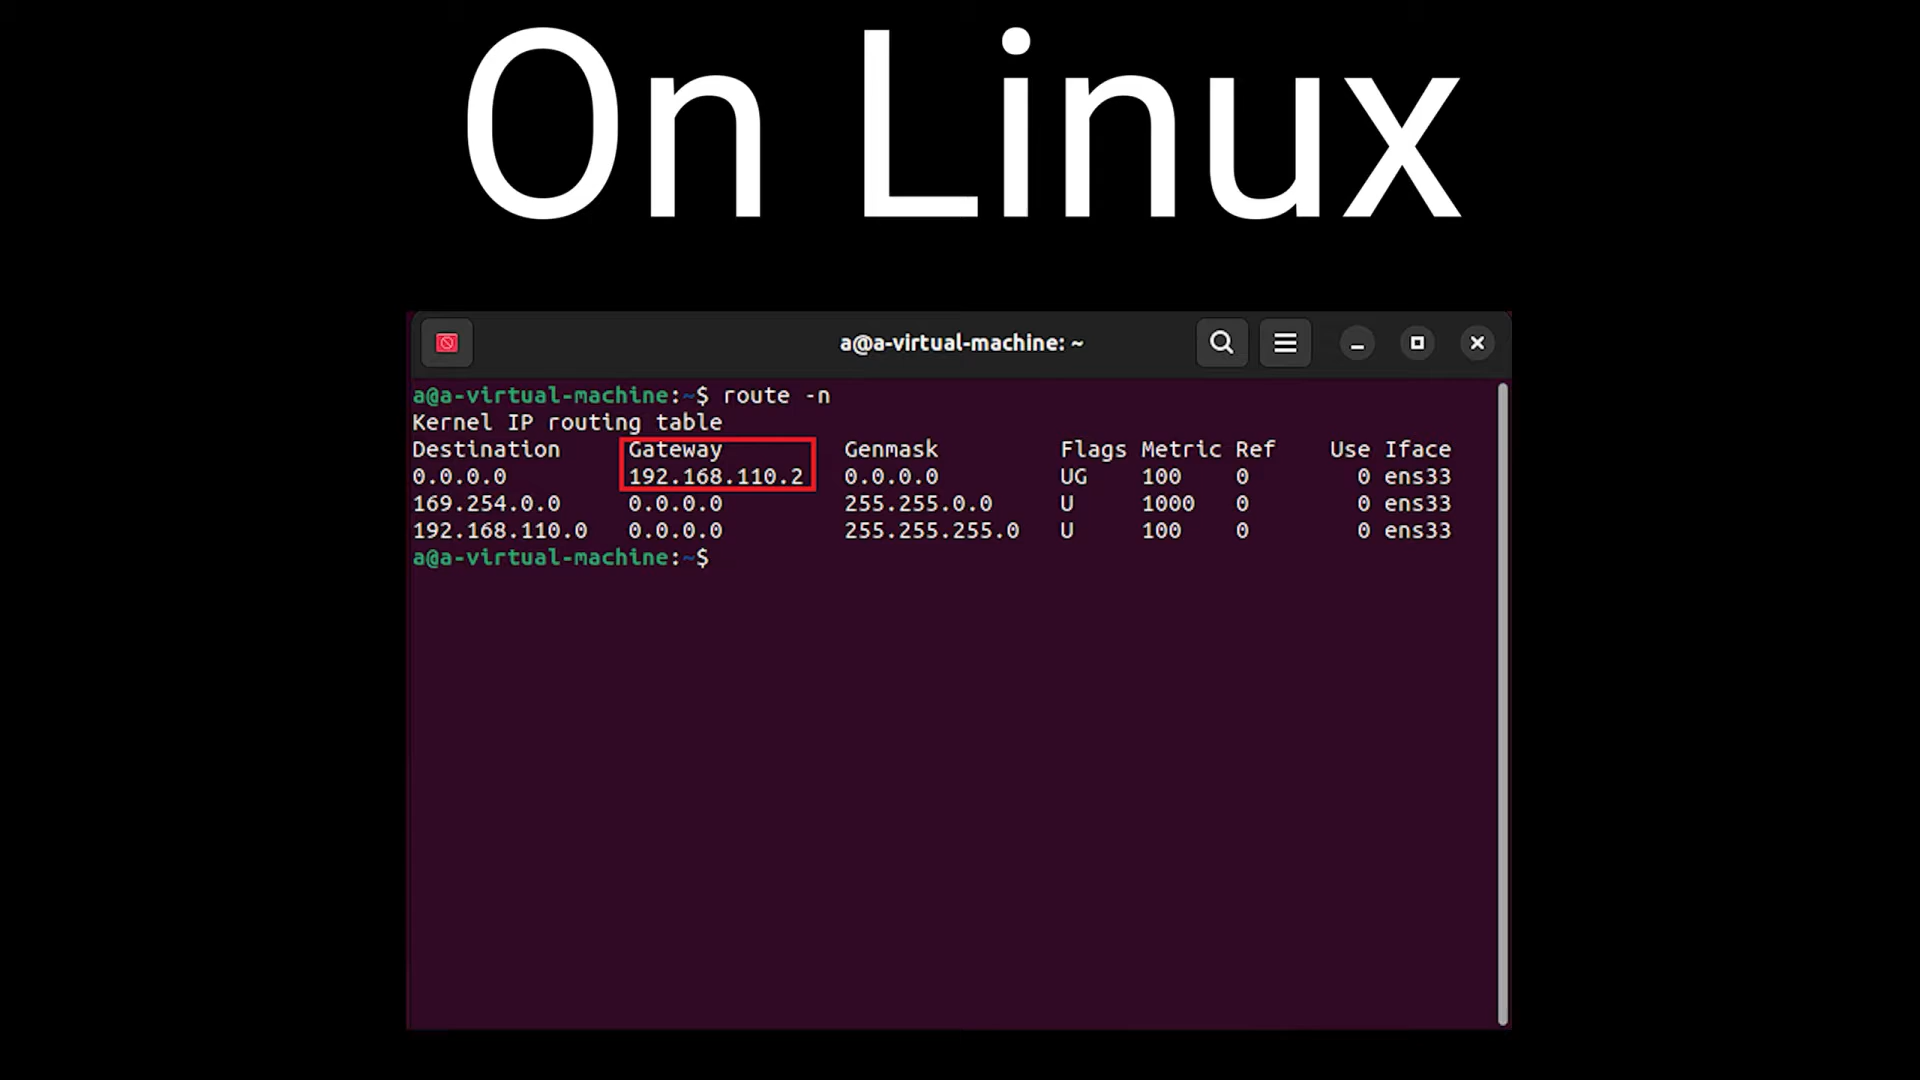 On Linux
a@a-virtual-machine: ~
a@a-virtual-machine:~$ route -n
Kernel IP routing table
Destination     Gateway         Genmask         Flags Metric Ref    Use Iface
0.0.0.0         192.168.110.2   0.0.0.0         UG    100    0        0 ens33
169.254.0.0     0.0.0.0         255.255.0.0     U     1000   0        0 ens33
192.168.110.0   0.0.0.0         255.255.255.0   U     100    0        0 ens33
a@a-virtual-machine:~$